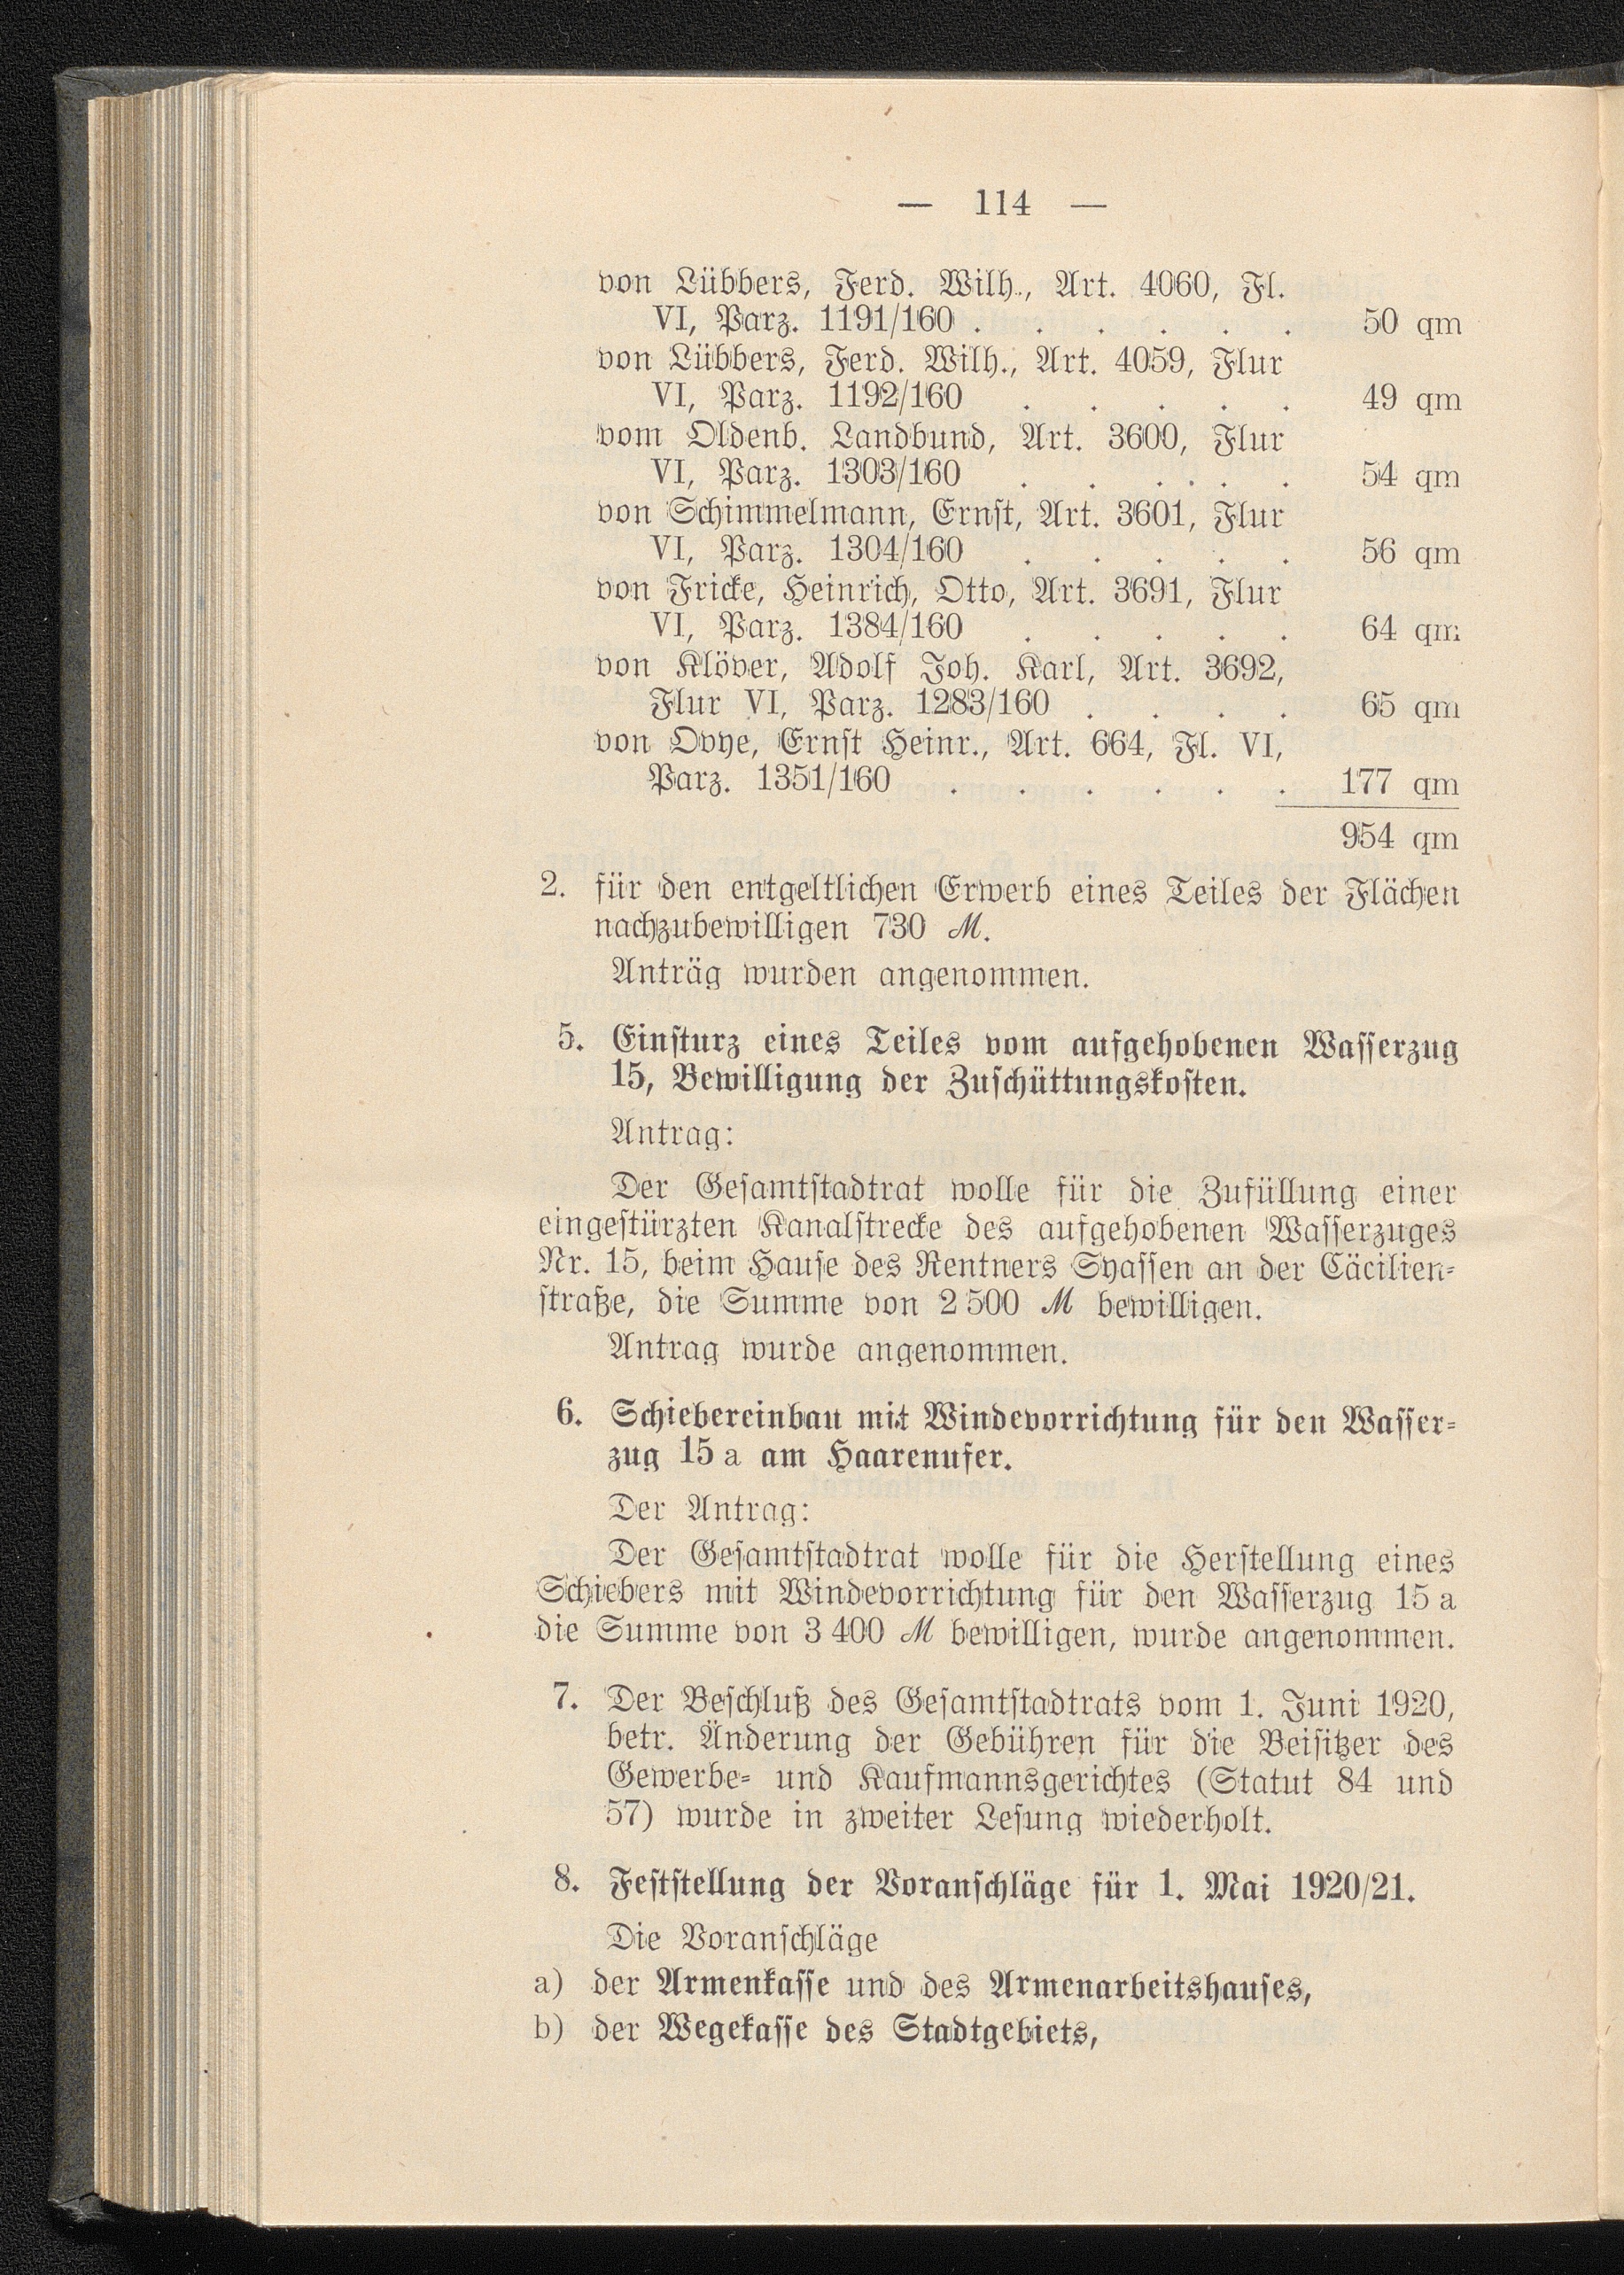 — 114 —
von Lübbers, Ferd. Wilh., Art. 4060, Fl.
VI, Parz. 1191/160 . . . . . . 50 qm
von Lübbers, Ferd. Wilh., Art. 4059, Flur
VI, Parz. 1192/160 . . . . . 49 qm
vom Oldenb. Landbund, Art. 3600, Flur
VI, Parz. 1303/160 . . . . . . 54 qm
von Schimmelmann, Ernst, Art. 3601, Flur
VI, Parz. 1304/160 . . . . . 56 qm
von Fricke, Heinrich, Otto, Art. 3691, Flur
VI, Parz. 1384/160 . . . . . 64 qm
von Klöver, Adolf Joh. Karl, Art. 3692,
Flur VI, Parz. 1283/160 . . . . 65 qm
von Ovye, Ernst Heinr., Art. 664, Fl. VI,
Parz. 1351/160 . . . . . . 177 qm
954 qm
2. für den entgeltlichen Erwerb eines Teiles der Flächen
nachzubewilligen 730 ℳ.
Anträg wurden angenommen.
5. Einsturz eines Teiles vom aufgehobenen Wasserzug
15, Bewilligung der Zuschüttungskosten.
Antrag:
Der Gesamtstadtrat wolle für die Zufüllung einer
eingestürzten Kanalstrecke des aufgehobenen Wasserzuges
Nr. 15, beim Hause des Rentners Syassen an der Cäcilien-
straße, die Summe von 2 500 ℳ bewilligen.
Antrag wurde angenommen.
6. Schiebereinbau mit Windevorrichtung für den Wasser-
zug 15 a am Haarenufer.
Der Antrag:
Der Gesamtstadtrat wolle für die Herstellung eines
Schiebers mit Windevorrichtung für den Wasserzug 15 a
die Summe von 3 400 ℳ bewilligen, wurde angenommen.
7. Der Beschluß des Gesamtstadtrats vom 1. Juni 1920,
betr. Änderung der Gebühren für die Beisitzer des
Gewerbe- und Kaufmannsgerichtes (Statut 84 und
57) wurde in zweiter Lesung wiederholt.
8. Feststellung der Voranschläge für 1. Mai 1920/21.
Die Voranschläge
a) der Armenkasse und des Armenarbeitshauses,
b) der Wegekasse des Stadtgebiets,